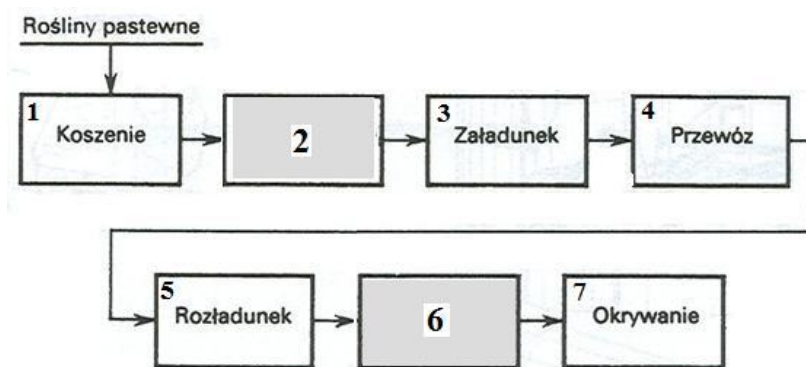 Rośliny pastewne
1 Koszenie
2
3 Załadunek
4 Przewóz
5 Rozładunek
6
7 Okrywanie